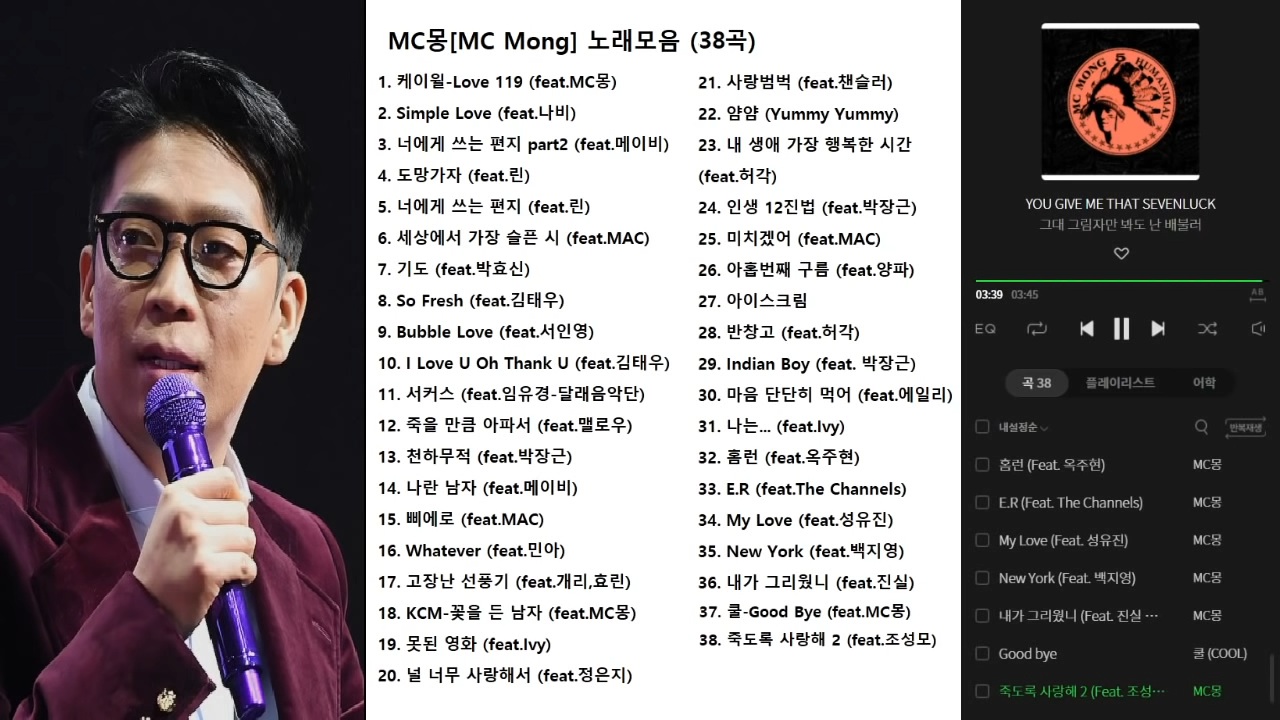 MC몽[MC Mong] 노래모음 (38곡)
1. 케이윌-Love 119 (feat.MC몽)
2. Simple Love (feat.나비)
3. 너에게 쓰는 편지 part2 (feat.메이비)
4. 도망가자 (feat.린)
5. 너에게 쓰는 편지 (feat.린)
6. 세상에서 가장 슬픈 시 (feat.MAC)
7. 기도 (feat.박효신)
8. So Fresh (feat.김태우)
9. Bubble Love (feat.서인영)
10. I Love U Oh Thank U (feat.김태우)
11. 서커스 (feat.임유경-달래음악단)
12. 죽을 만큼 아파서 (feat.멜로우)
13. 천하무적 (feat.박장근)
14. 나란 남자 (feat.메이비)
15. 삐에로 (feat.MAC)
16. Whatever (feat.민아)
17. 고장난 선풍기 (feat.개리,효린)
18. KCM-꽃을 든 남자 (feat.MC몽)
19. 못된 영화 (feat.Ivy)
20. 널 너무 사랑해서 (feat.정은지)
21. 사랑범벅 (feat.챈슬러)
22. 얌얌 (Yummy Yummy)
23. 내 생애 가장 행복한 시간
(feat.허각)
24. 인생 12진법 (feat.박장근)
25. 미치겠어 (feat.MAC)
26. 아홉번째 구름 (feat.양파)
27. 아이스크림
28. 반창고 (feat.허각)
29. Indian Boy (feat. 박장근)
30. 마음 단단히 먹어 (feat.에일리)
31. 나는... (feat.Ivy)
32. 홈런 (feat.옥주현)
33. E.R (feat.The Channels)
34. My Love (feat.성유진)
35. New York (feat.백지영)
36. 내가 그리웠니 (feat.진실)
37. 쿨-Good Bye (feat.MC몽)
38. 죽도록 사랑해 2 (feat.조성모)
MC MONG 5 HUMANIMAL
YOU GIVE ME THAT SEVENLUCK
그대 그림자만 봐도 난 배불러
03:39 03:45
AB
EQ
곡 38 플레이리스트 어학
내설정순 반복재생
홈런 (Feat. 옥주현) MC몽
E.R (Feat. The Channels) MC몽
My Love (Feat. 성유진) MC몽
New York (Feat. 백지영) MC몽
내가 그리웠니 (Feat. 진실 ··· MC몽
Good bye 쿨 (COOL)
죽도록 사랑해 2 (Feat. 조성··· MC몽